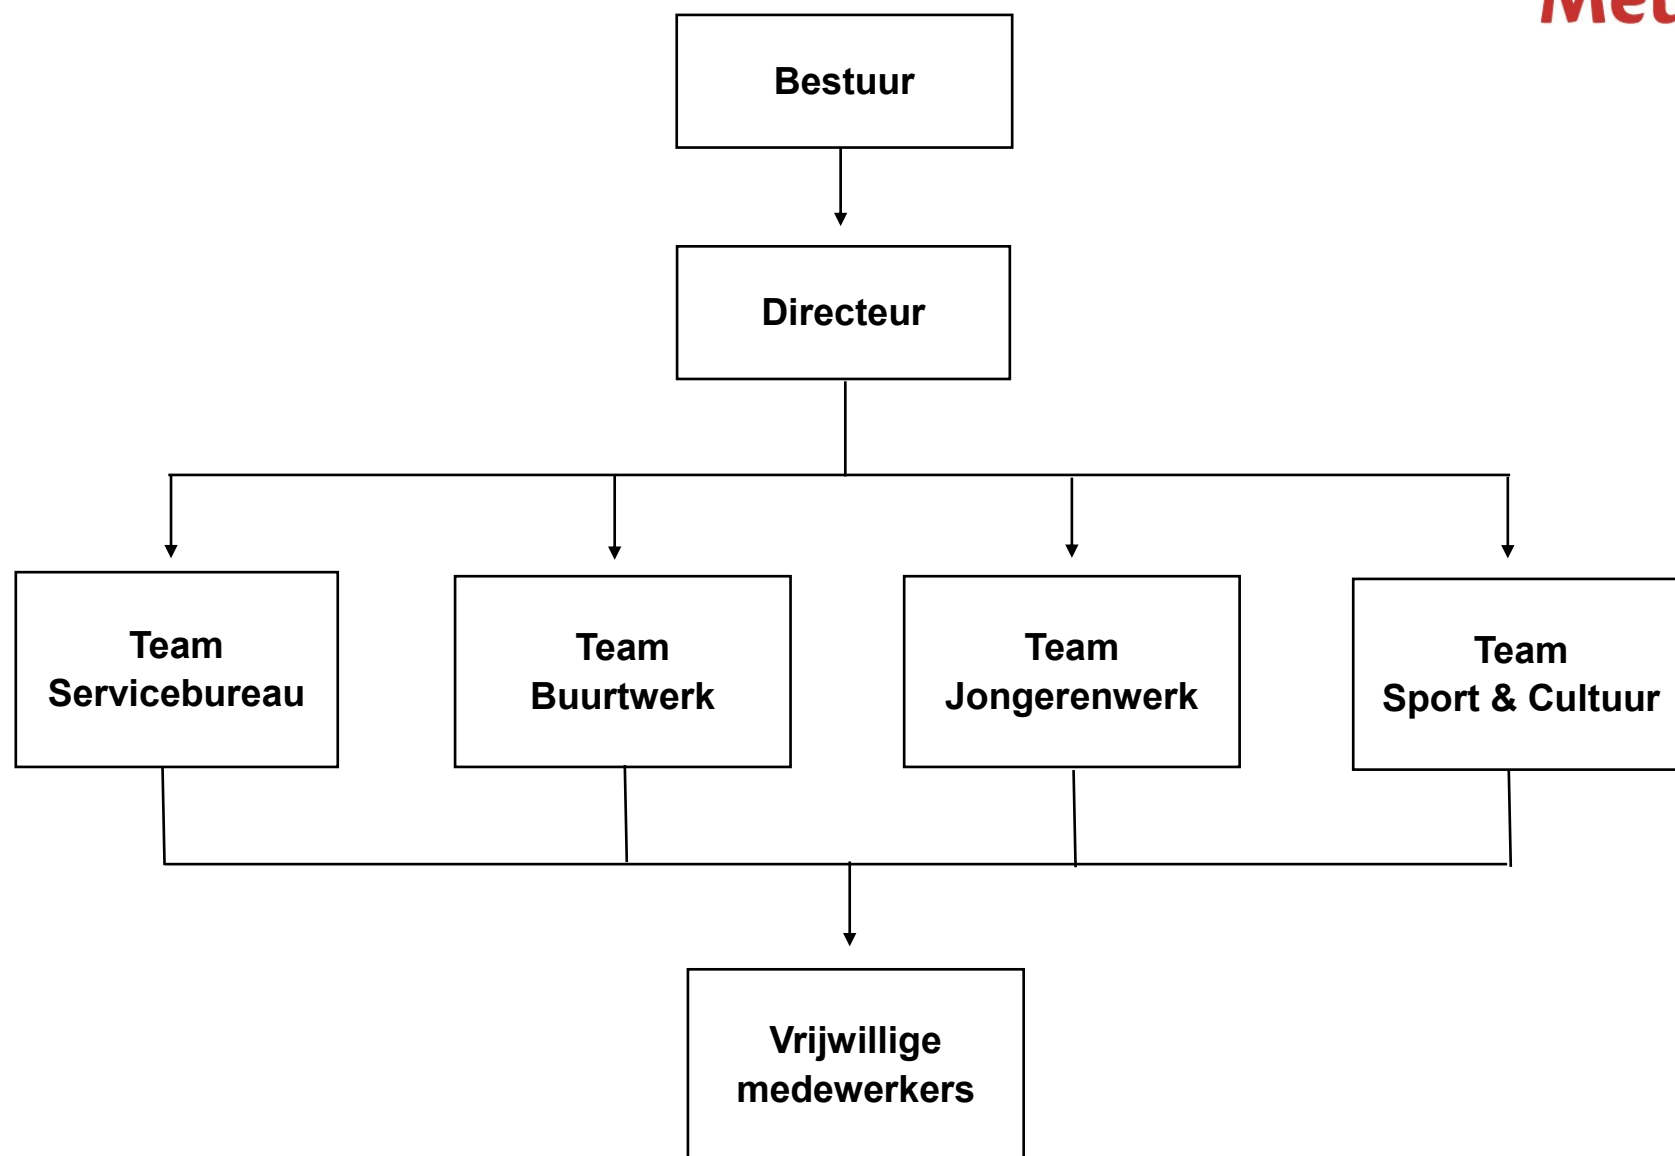 Bestuur
Directeur
Team
Servicebureau
Team
Buurtwerk
Team
Jongerenwerk
Team
Sport & Cultuur
Vrijwillige
medewerkers